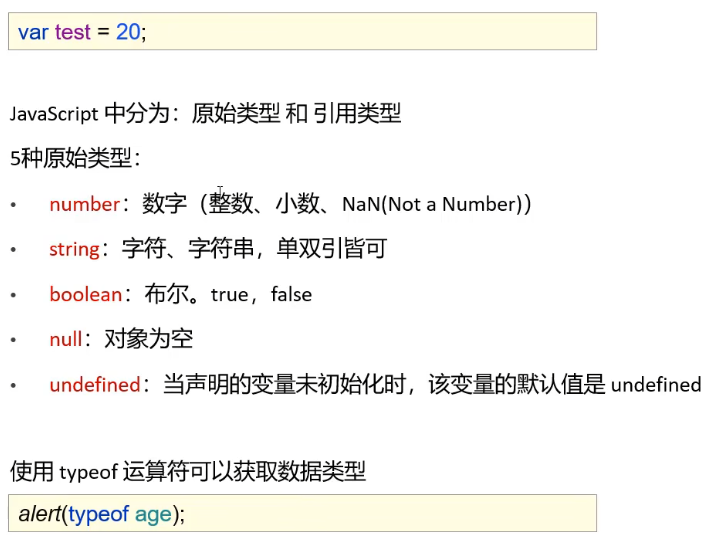 var test = 20;
JavaScript 中分为：原始类型 和 引用类型
5种原始类型：
• number：数字（整数、小数、NaN(Not a Number)）
• string：字符、字符串，单双引皆可
• boolean：布尔。true，false
• null：对象为空
• undefined：当声明的变量未初始化时，该变量的默认值是 undefined
使用 typeof 运算符可以获取数据类型
alert(typeof age);